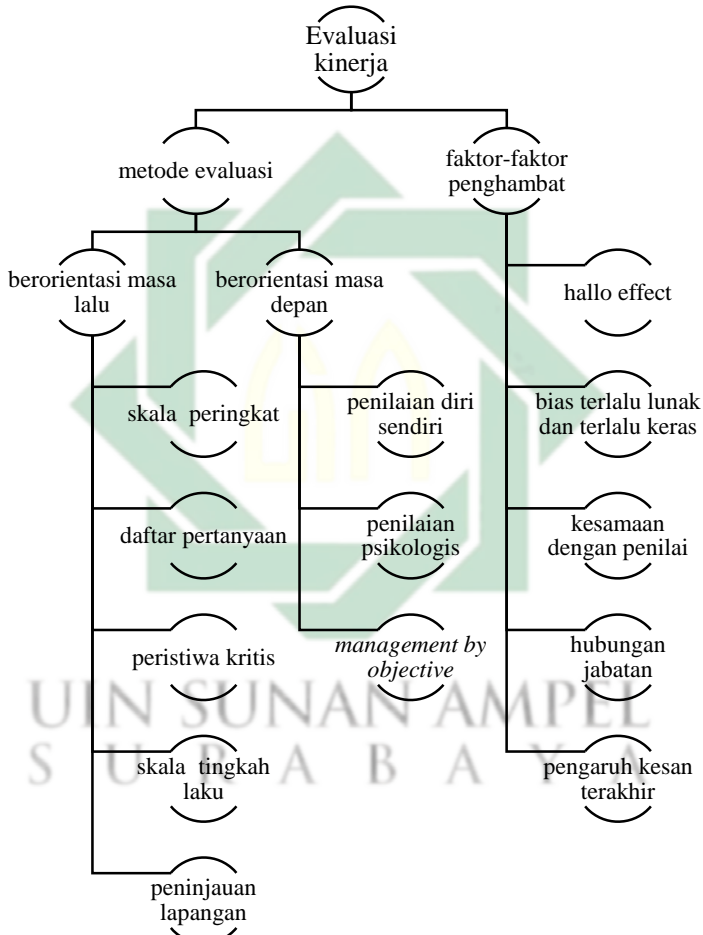 Evaluasi
kinerja
metode evaluasi
faktor-faktor
penghambat
berorientasi masa
lalu
berorientasi masa
depan
hallo effect
skala peringkat
penilaian diri
sendiri
bias terlalu lunak
dan terlalu keras
daftar pertanyaan
penilaian
psikologis
kesamaan
dengan penilai
peristiwa kritis
management by
objective
hubungan
jabatan
UIN SUNAN AMPEL
S U R A B A Y A
skala tingkah
laku
pengaruh kesan
terakhir
peninjauan
lapangan